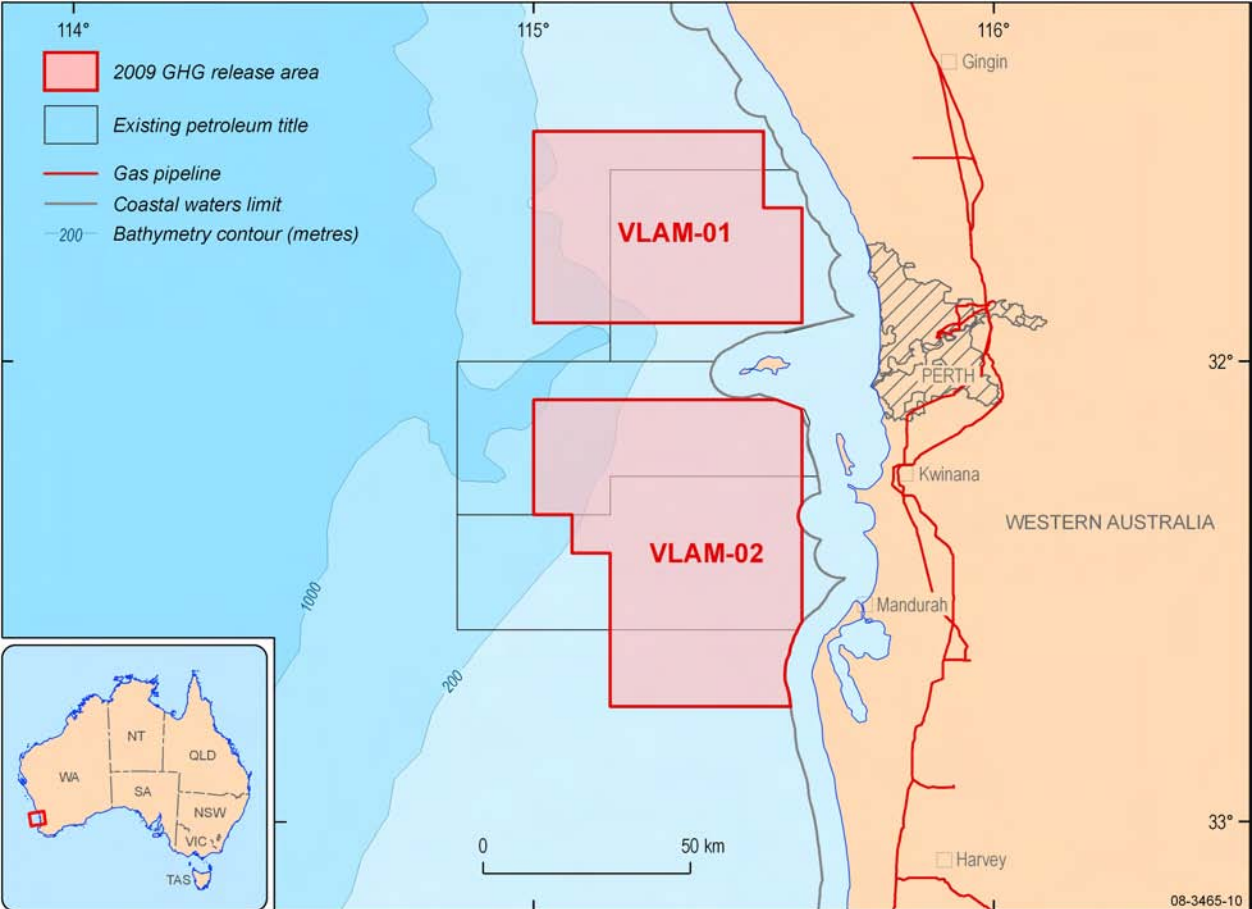 114°
115°
116°
2009 GHG release area
Existing petroleum title
Gas pipeline
Coastal waters limit
200
Bathymetry contour (metres)
Gingin
VLAM-01
32°
PERTH
Kwinana
WESTERN AUSTRALIA
VLAM-02
1000
Mandurah
200
NT
QLD
WA
SA
NSW
VIC
TAS
33°
0
50 km
Harvey
08-3465-10